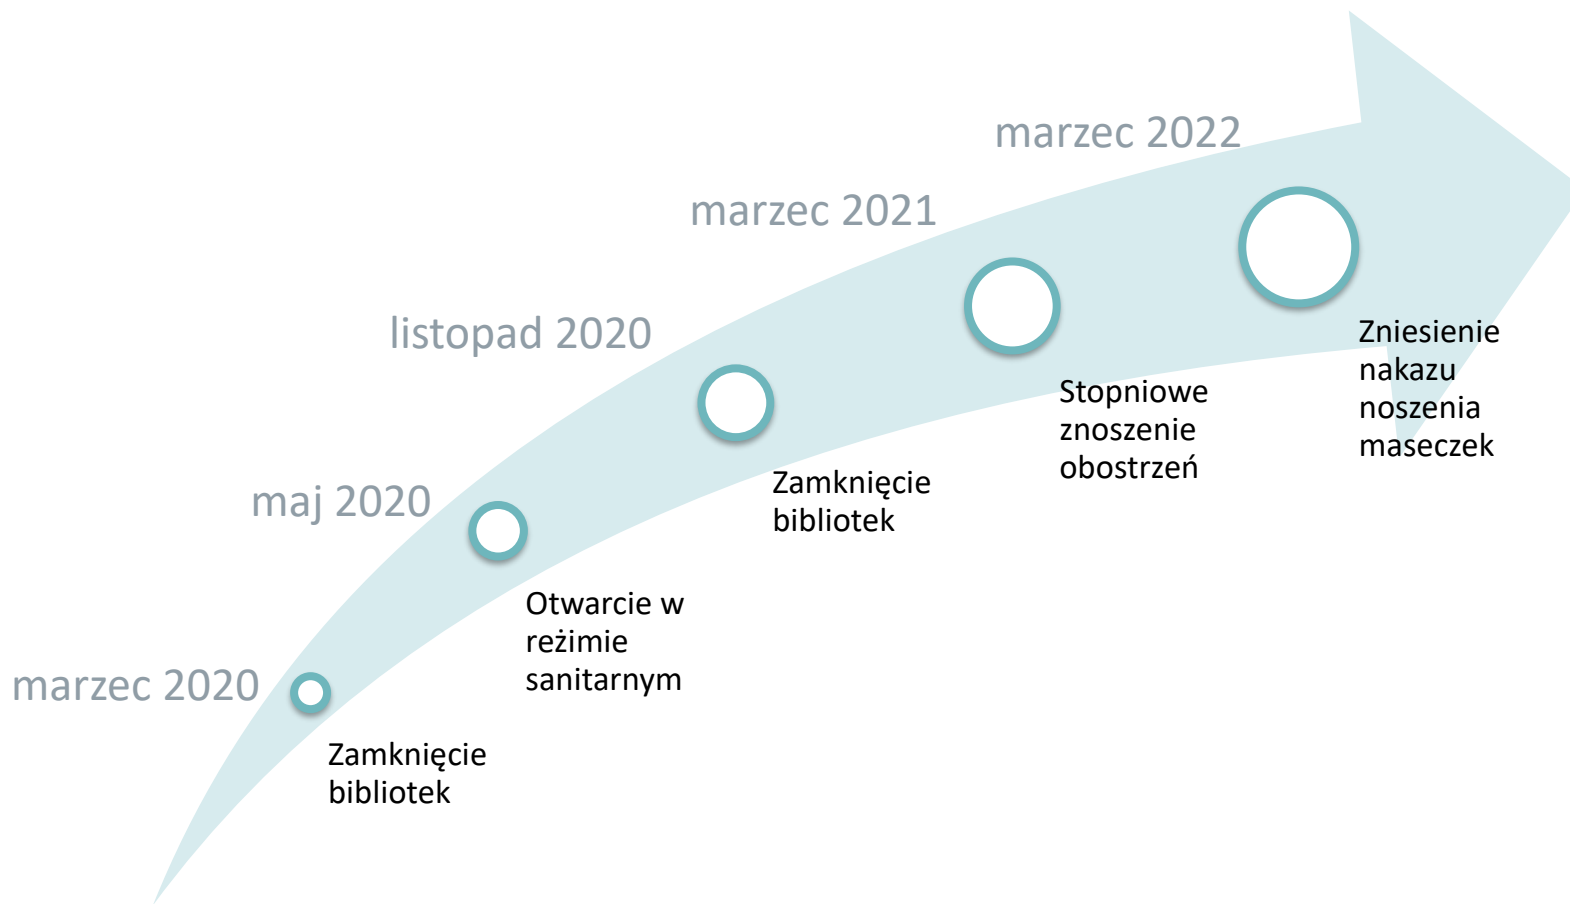 marzec 2020
Zamknięcie
bibliotek
maj 2020
Otwarcie w
reżimie
sanitarnym
listopad 2020
Zamknięcie
bibliotek
marzec 2021
Stopniowe
znoszenie
obostrzeń
marzec 2022
Zniesienie
nakazu
noszenia
maseczek